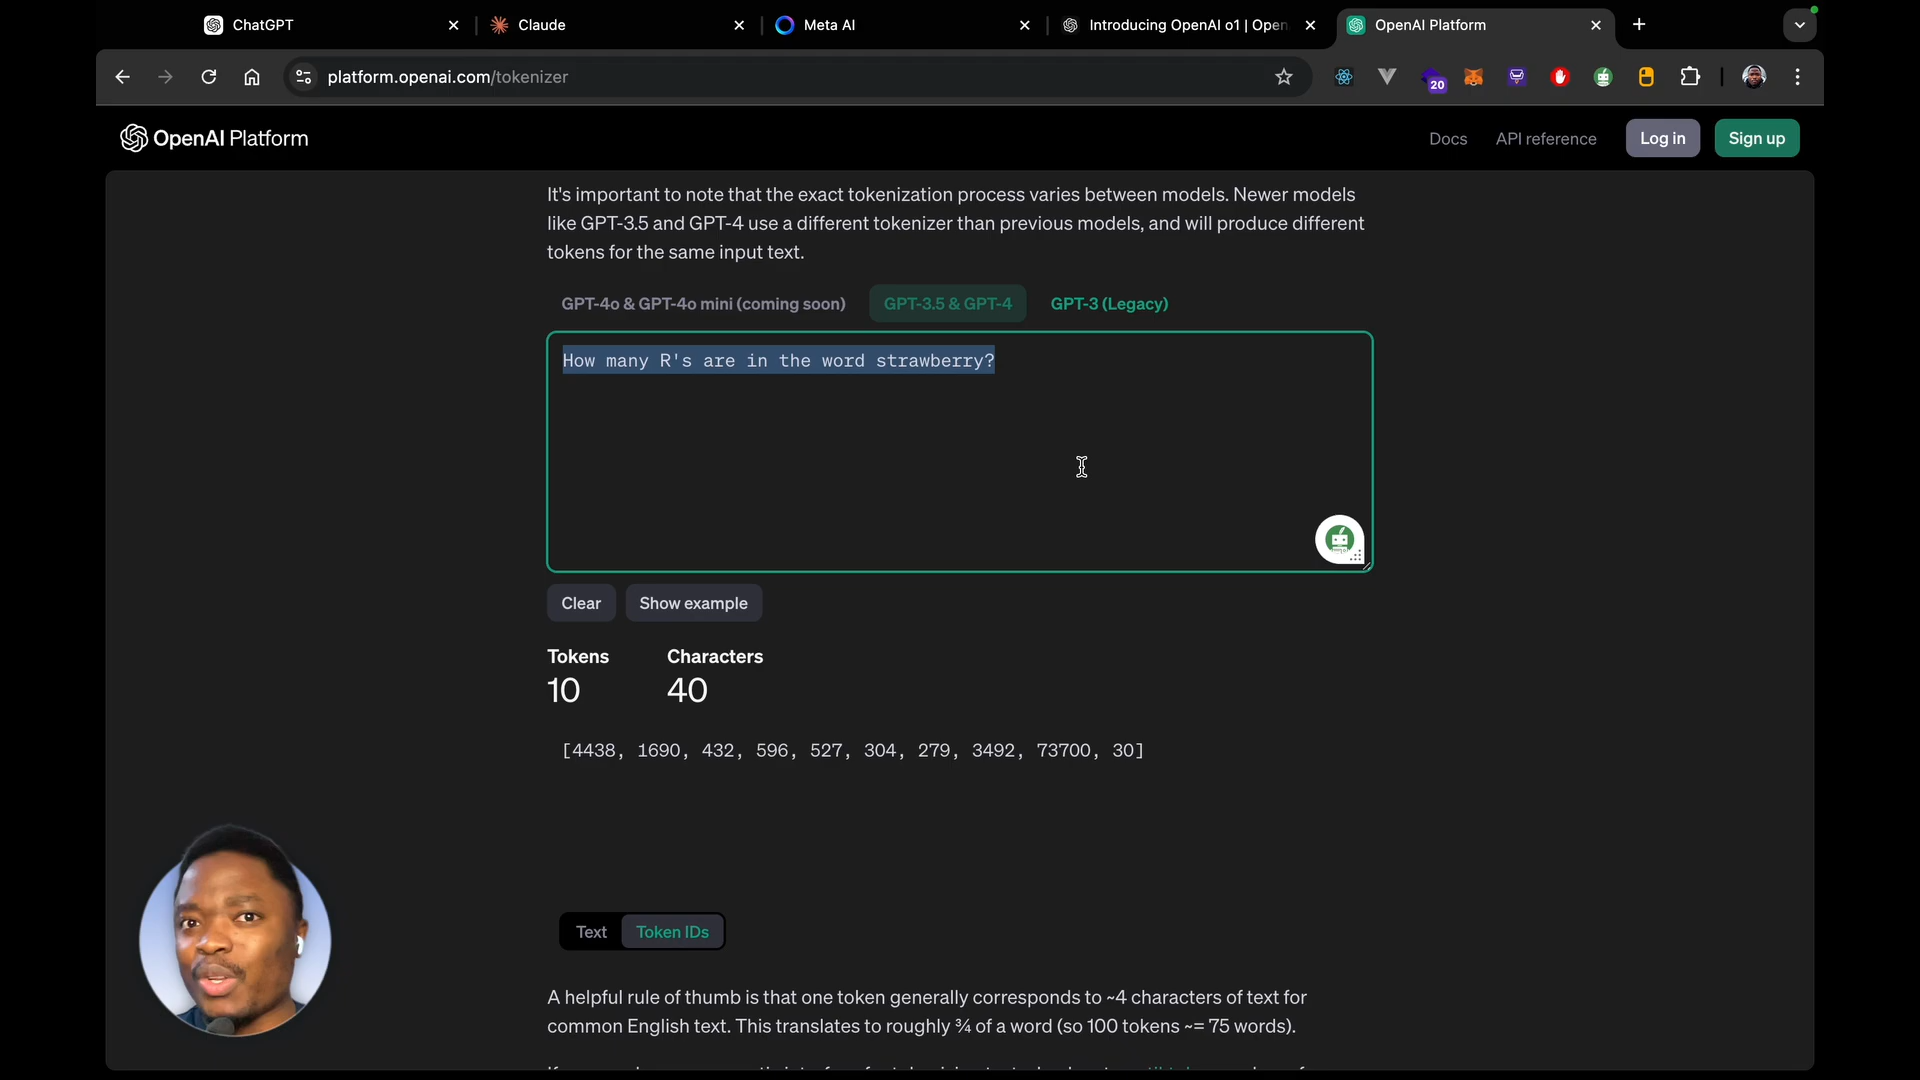 ChatGPT
Claude
Meta AI
Introducing OpenAI o1 | Open
OpenAI Platform
platform.openai.com/tokenizer
20
OpenAI Platform
Docs
API reference
Log in
Sign up
It's important to note that the exact tokenization process varies between models. Newer models
like GPT-3.5 and GPT-4 use a different tokenizer than previous models, and will produce different
tokens for the same input text.
GPT-4o & GPT-4o mini (coming soon)
GPT-3.5 & GPT-4
GPT-3 (Legacy)
How many R's are in the word strawberry?
Clear
Show example
Tokens
Characters
10
40
[4438, 1690, 432, 596, 527, 304, 279, 3492, 73700, 30]
Text
Token IDs
A helpful rule of thumb is that one token generally corresponds to ~4 characters of text for
common English text. This translates to roughly ¾ of a word (so 100 tokens ~= 75 words).